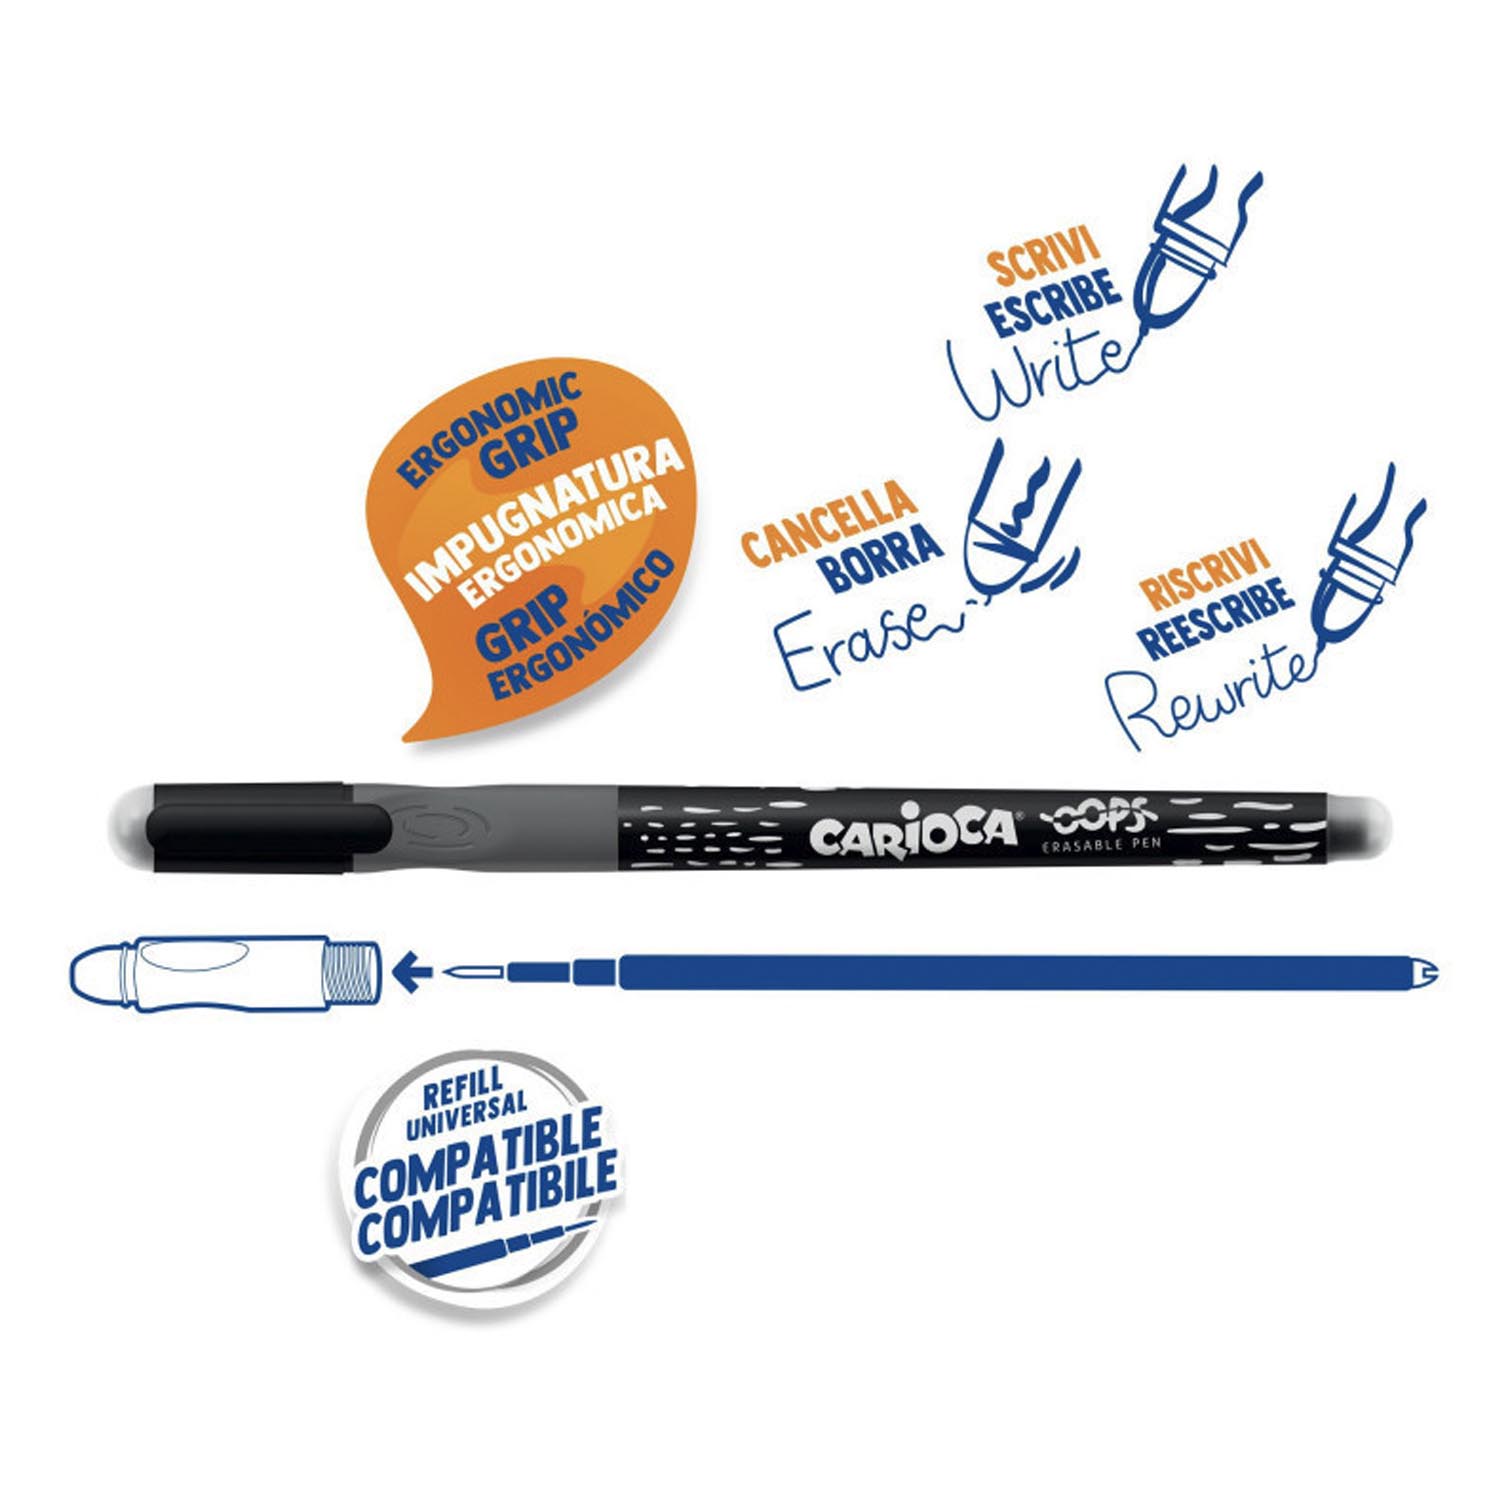 SCRIVI
ESCRIBE
Write
ERGONOMIC
GRIP
IMPUGNATURA
ERGONOMICA
GRIP
ERGONÓMICO
CANCELLA
BORRA
Erase
RISCRIVI
REESCRIBE
Rewrite
CARIOCA® OOPS
ERASABLE PEN
REFILL
UNIVERSAL
COMPATIBLE
COMPATIBILE